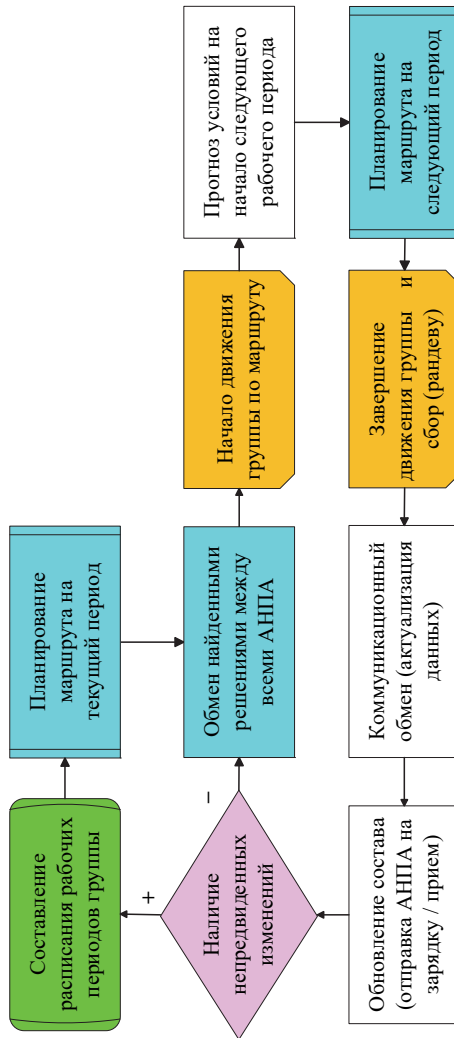 Составление
расписания рабочих
периодов группы
Планирование
маршрута на
текущий период
+
Наличие
непредвиденных
изменений
–
Обмен найденными
решениями между
всеми АНПА
Начало движения
группы по маршруту
Прогноз условий на
начало следующего
рабочего периода
Обновление состава
(отправка АНПА на
зарядку / прием)
Коммуникационный
обмен (актуализация
данных)
Завершение
движения группы и
сбор (рандеву)
Планирование
маршрута на
следующий период